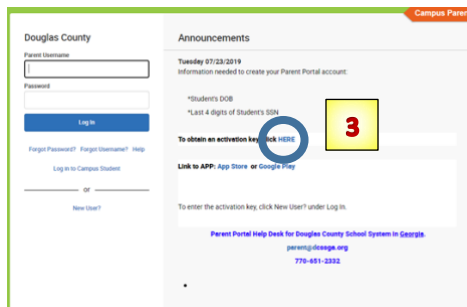 Campus Paren
Douglas County
Parent Username
Password
Log In
Forgot Password? Forgot Username? Help
Log in to Campus Student
or
New User?
Announcements
Tuesday 07/23/2019
Information needed to create your Parent Portal account:
*Student's DOB
*Last 4 digits of Student's SSN
To obtain an activation key, click HERE
3
Link to APP: App Store or Google Play
To enter the activation key, click New User? under Log In.
Parent Portal Help Desk for Douglas County School System in Georgia.
parent@dcssga.org
770-651-2332